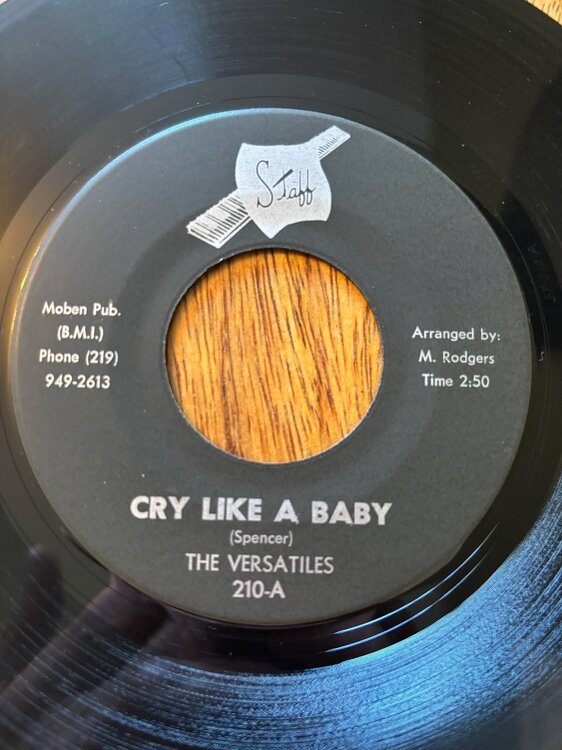 Staff
Moben Pub.
(B.M.I.)
Phone (219)
949-2613
Arranged by:
M. Rodgers
Time 2:50
CRY LIKE A BABY
(Spencer)
THE VERSATILES
210-A